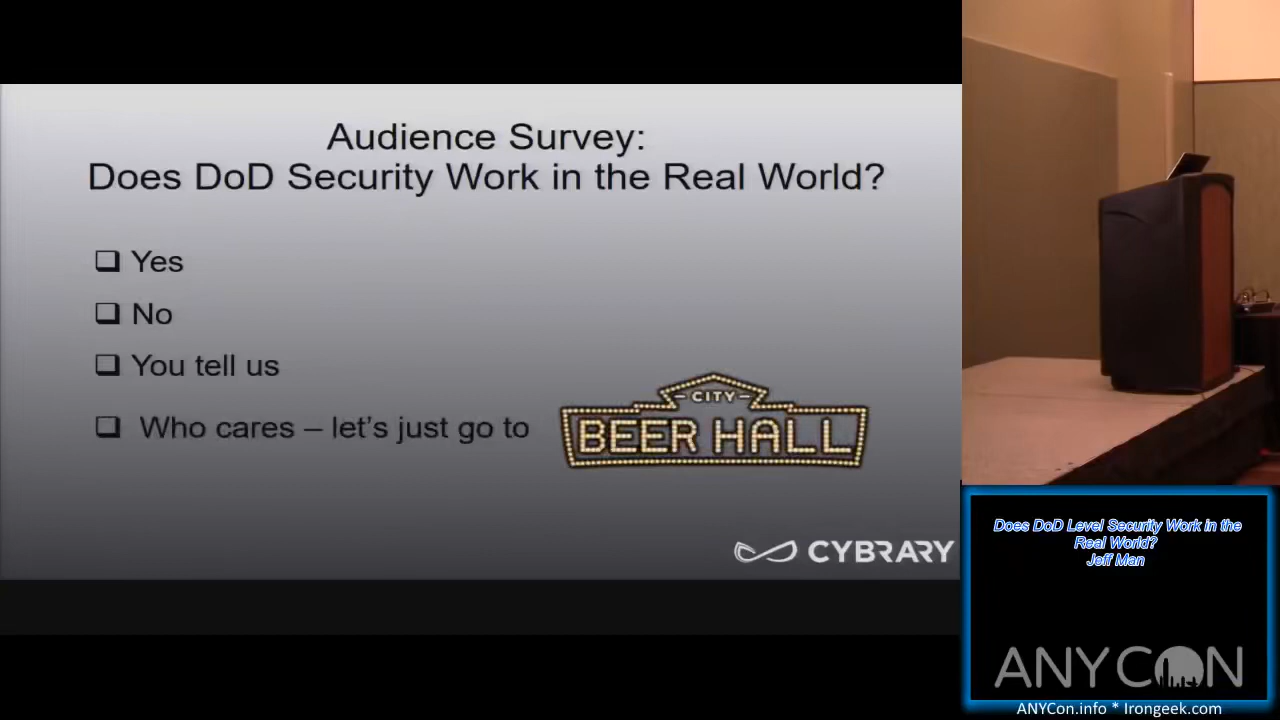 Audience Survey:
Does DoD Security Work in the Real World?
❑ Yes
❑ No
❑ You tell us
❑ Who cares – let's just go to
CITY
BEER HALL
CYBRARY
Does DoD Level Security Work in the
Real World?
Jeff Man
ANYCON
ANYCon.info * Irongeek.com